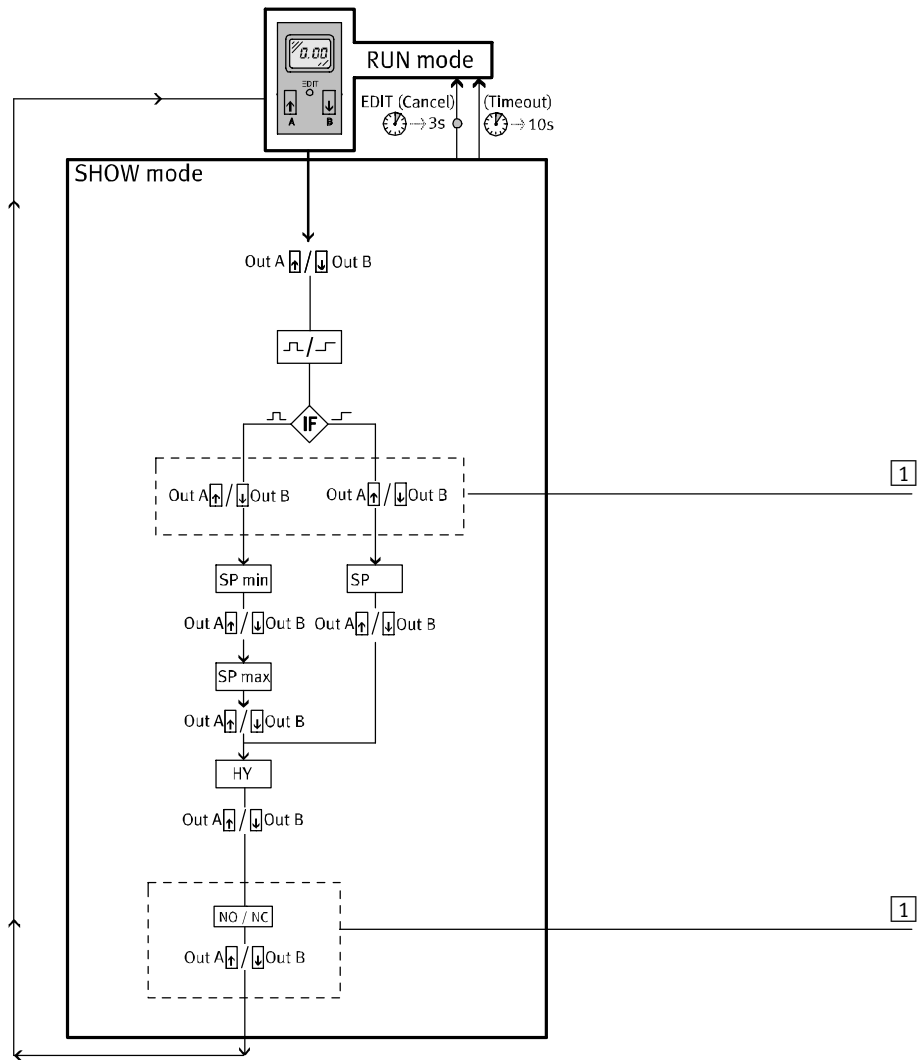 0.00
RUN mode
EDIT
A B
EDIT (Cancel) (Timeout)
3s 10s
SHOW mode
Out A / Out B
/
IF
1
Out A / Out B Out A / Out B
SP min SP
Out A / Out B Out A / Out B
SP max
Out A / Out B
HY
Out A / Out B
1
NO / NC
Out A / Out B